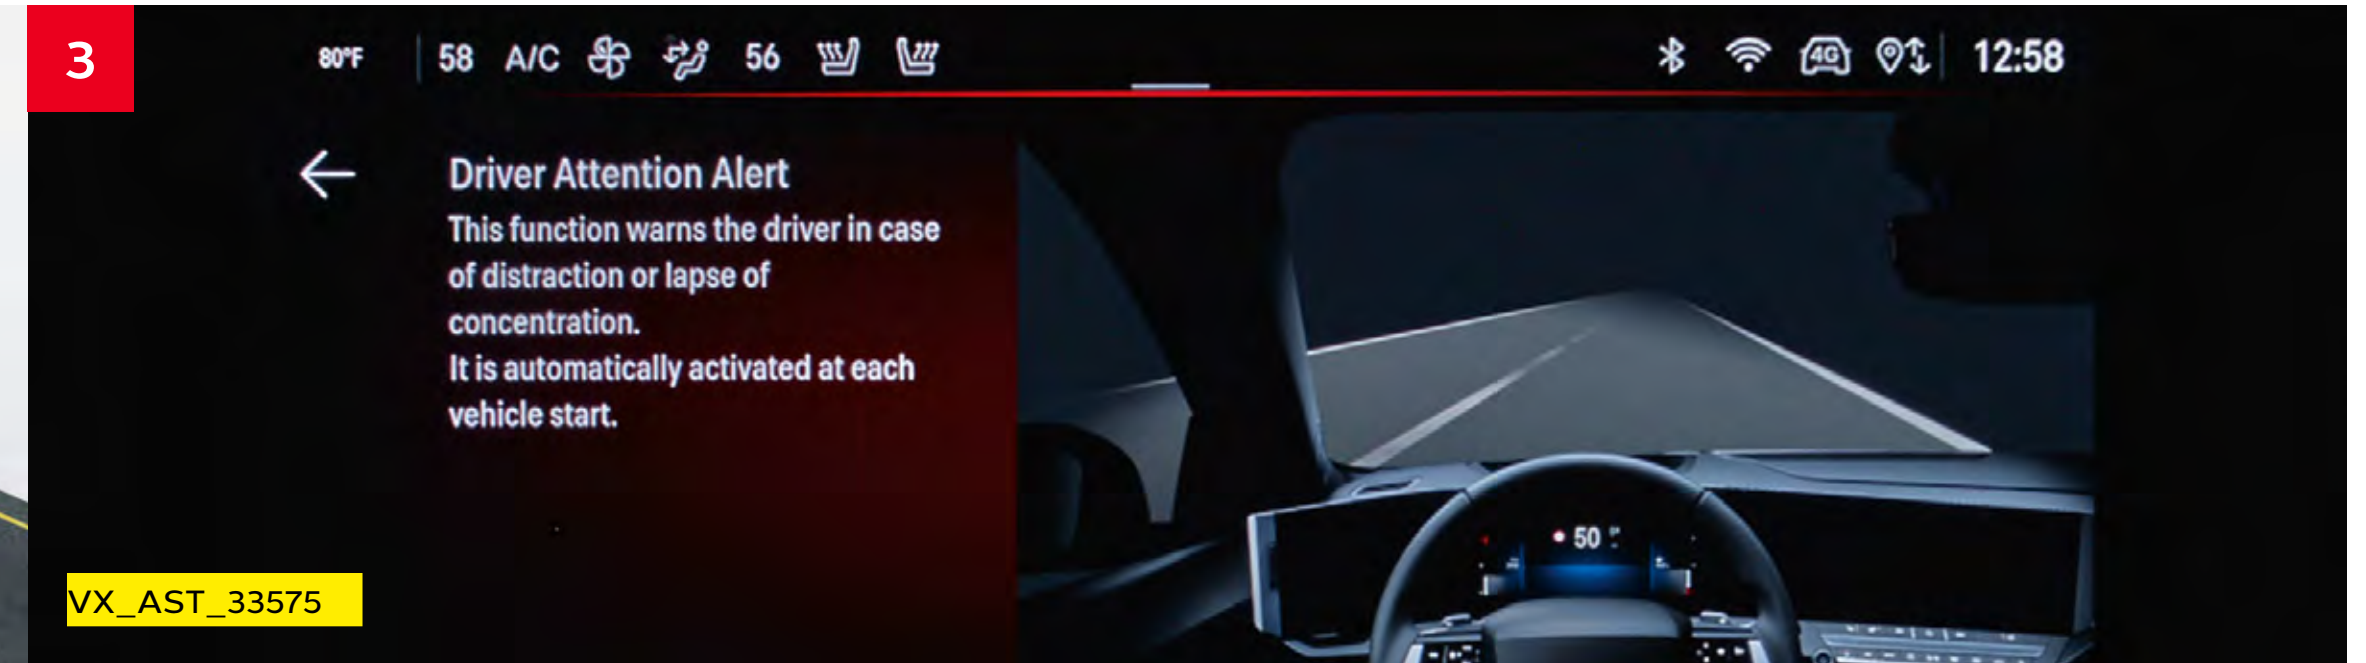 3
80°F 58 A/C 56 4G 12:58
Driver Attention Alert
This function warns the driver in case
of distraction or lapse of
concentration.
It is automatically activated at each
vehicle start.
50
VX_AST_33575